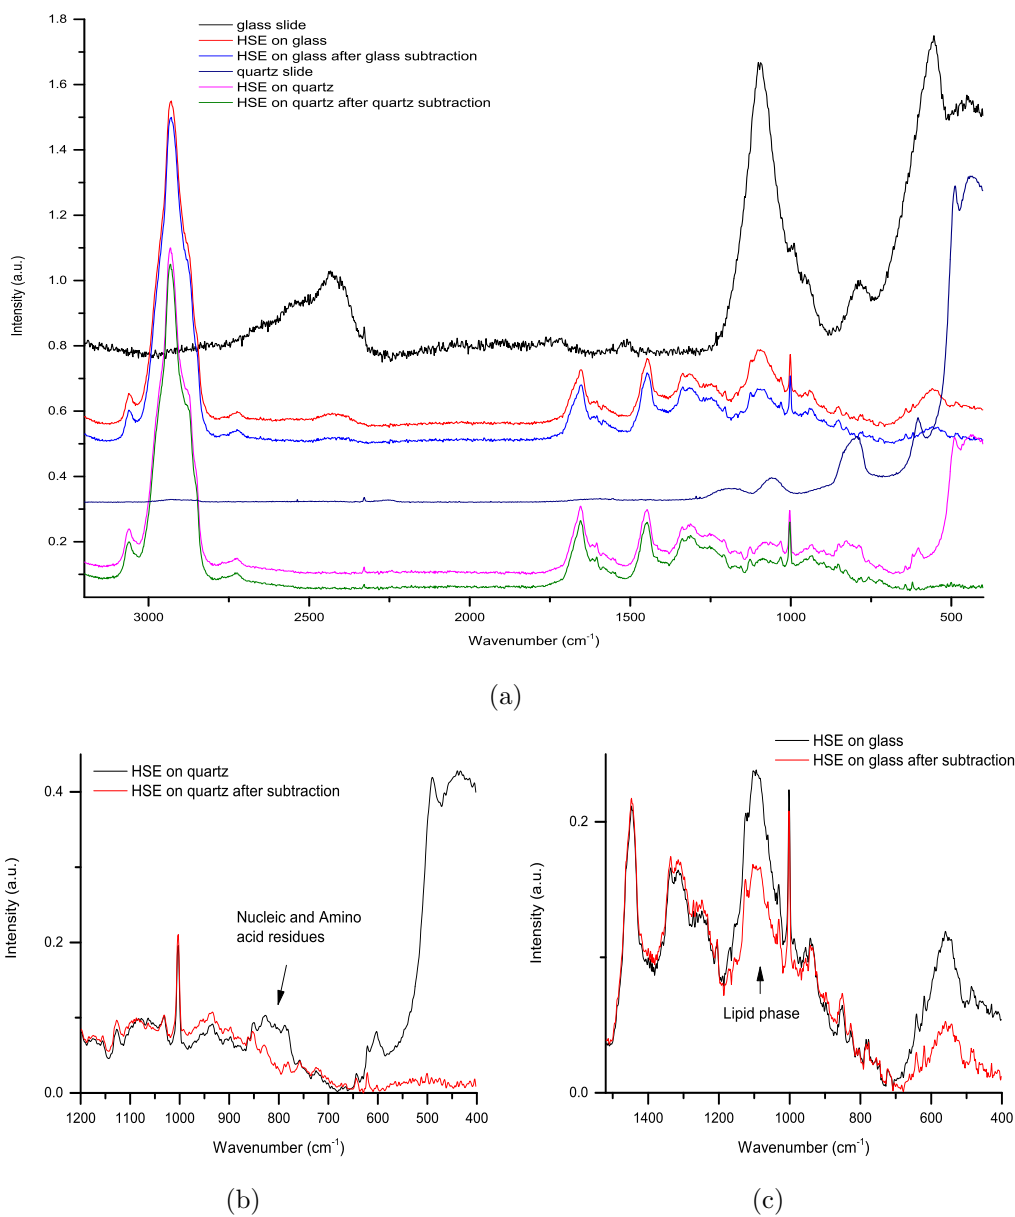 glass slide
HSE on glass
HSE on glass after glass subtraction
quartz slide
HSE on quartz
HSE on quartz after quartz subtraction
Intensity (a.u.)
1.8
1.6
1.4
1.2
1.0
0.8
0.6
0.4
0.2
3000 2500 2000 1500 1000 500
Wavenumber (cm-1)
(a)
HSE on quartz
HSE on quartz after subtraction
Nucleic and Amino
acid residues
Intensity (a.u.)
0.4
0.2
0.0
1200 1100 1000 900 800 700 600 500 400
Wavenumber (cm-1)
(b)
HSE on glass
HSE on glass after subtraction
Lipid phase
Intensity (a.u.)
0.2
0.0
1400 1200 1000 800 600 400
Wavenumber (cm-1)
(c)